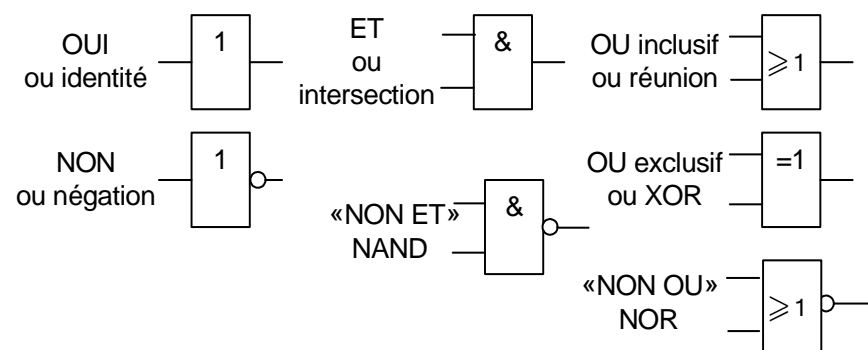 OUI
ou identité
1
ET
ou
intersection
&
OU inclusif
ou réunion
⩾1
NON
ou négation
1
«NON ET»
NAND
&
OU exclusif
ou XOR
=1
«NON OU»
NOR
⩾1